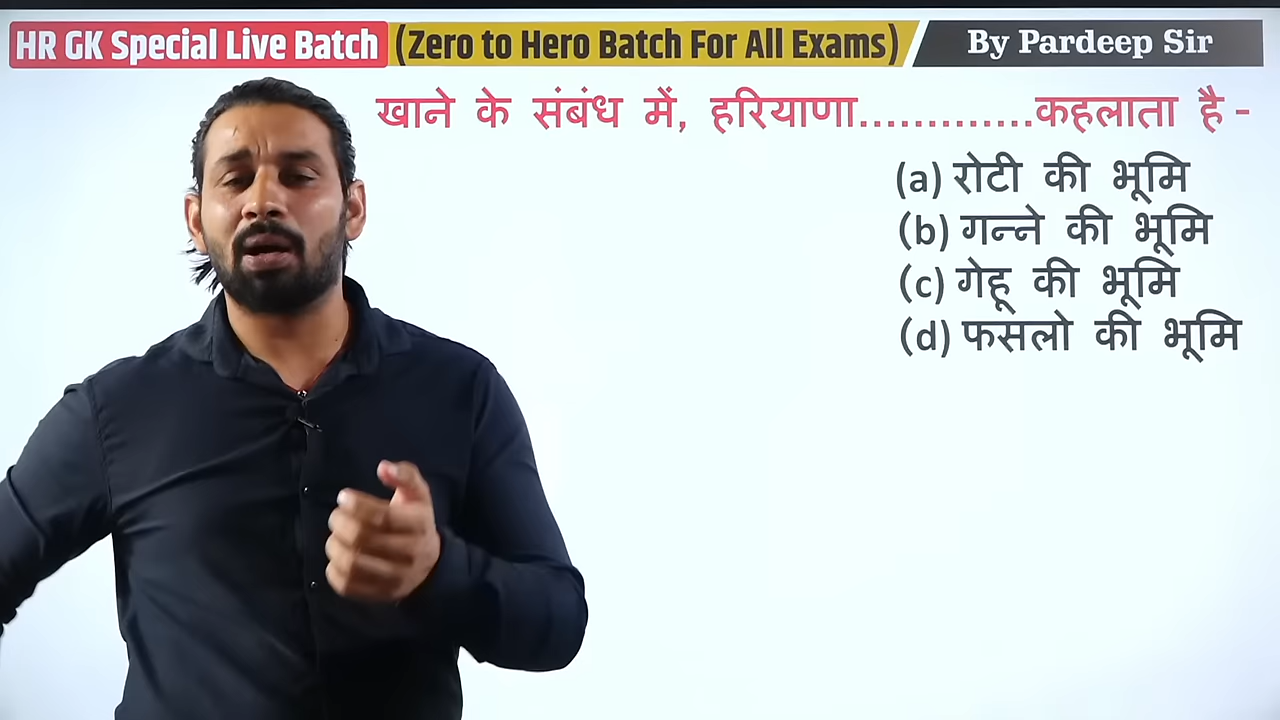 HR GK Special Live Batch (Zero to Hero Batch For All Exams) By Pardeep Sir
खाने के संबंध में, हरियाणा.............कहलाता है -
(a) रोटी की भूमि
(b) गन्ने की भूमि
(c) गेहू की भूमि
(d) फसलो की भूमि